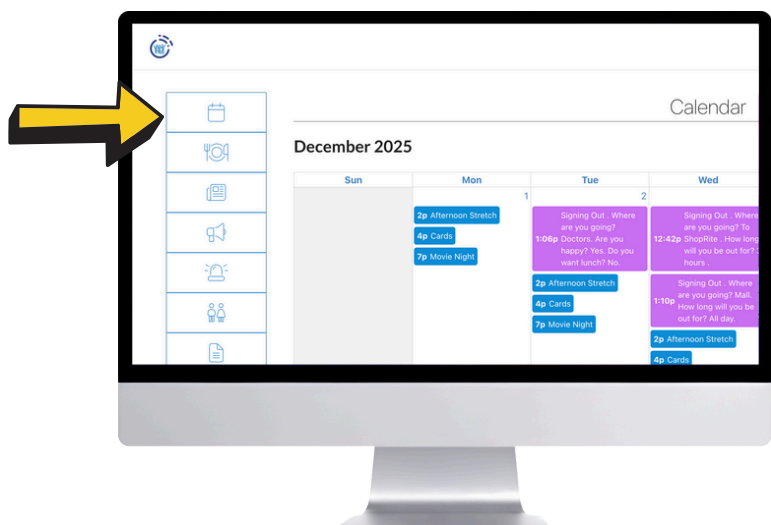 Calendar
December 2025
Sun Mon Tue Wed
1 2
2p Afternoon Stretch
4p Cards
7p Movie Night
Signing Out . Where
are you going?
1:06p Doctors. Are you
happy? Yes. Do you
want lunch? No.
2p Afternoon Stretch
4p Cards
7p Movie Night
Signing Out . Where
are you going? To
12:42p ShopRite . How long
will you be out for?
hours .
Signing Out . Where
are you going? Mall.
1:10p How long will you be
out for? All day.
2p Afternoon Stretch
4p Cards